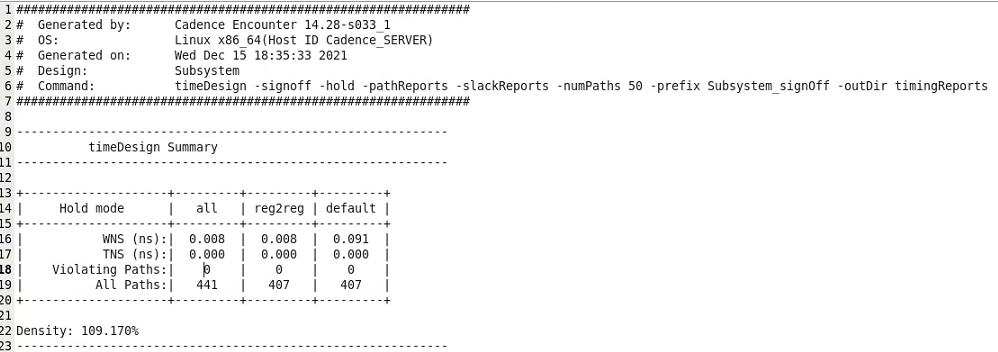 1 ##############################################################
2 #  Generated by:      Cadence Encounter 14.28-s033_1
3 #  OS:                Linux x86_64(Host ID Cadence_SERVER)
4 #  Generated on:      Wed Dec 15 18:35:33 2021
5 #  Design:            Subsystem
6 #  Command:           timeDesign -signoff -hold -pathReports -slackReports -numPaths 50 -prefix Subsystem_signOff -outDir timingReports
7 ##############################################################
8
9 ------------------------------------------------------------
10           timeDesign Summary
11 ------------------------------------------------------------
12
13 +--------------------+---------+---------+---------+
14 |     Hold mode      |   all   | reg2reg | default |
15 +--------------------+---------+---------+---------+
16 |           WNS (ns):|  0.008  |  0.008  |  0.091  |
17 |           TNS (ns):|  0.000  |  0.000  |  0.000  |
18 |    Violating Paths:|    0    |    0    |    0    |
19 |          All Paths:|   441   |   407   |   407   |
20 +--------------------+---------+---------+---------+
21
22 Density: 109.170%
23 ------------------------------------------------------------